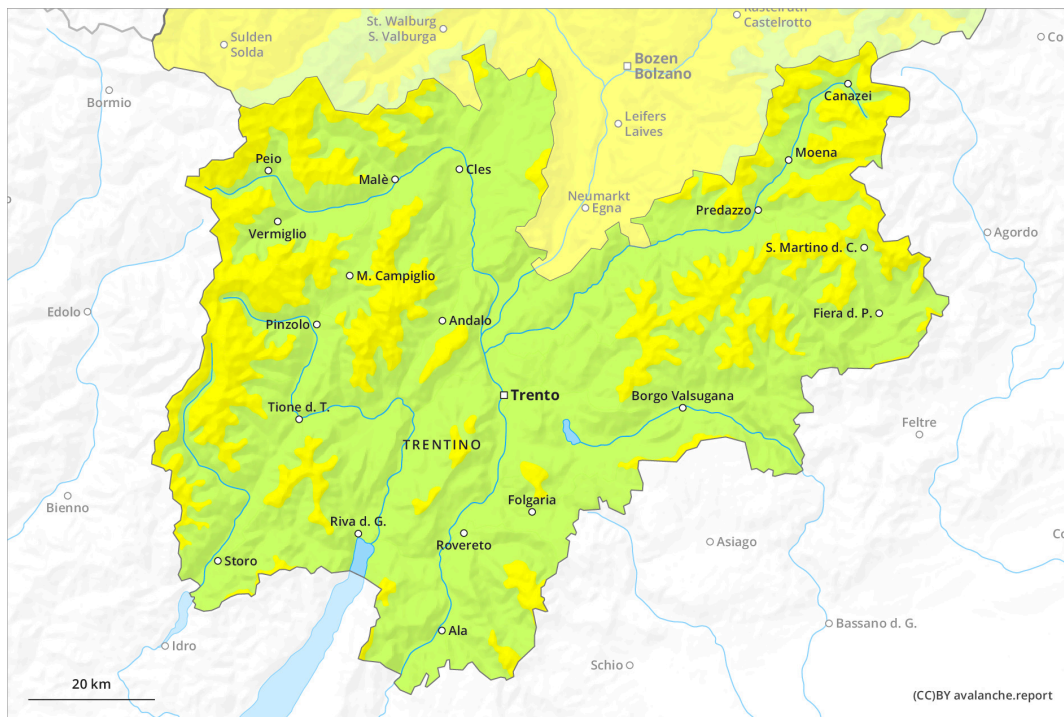 Kastelruth
Castelrotto
St. Walburg
S. Valburga
Sulden
Solda
Bozen
Bolzano
Bormio
Canazei
Leifers
Laives
Moena
Peio
Malè
Cles
Neumarkt
Egna
Predazzo
Vermiglio
Agordo
S. Martino d. C.
M. Campiglio
Edolo
Pinzolo
Andalo
Fiera d. P.
Trento
Borgo Valsugana
Tione d. T.
Feltre
TRENTINO
Bienno
Folgaria
Riva d. G.
Rovereto
Asiago
Storo
Bassano d. G.
Ala
Idro
Schio
20 km
(CC)BY avalanche.report